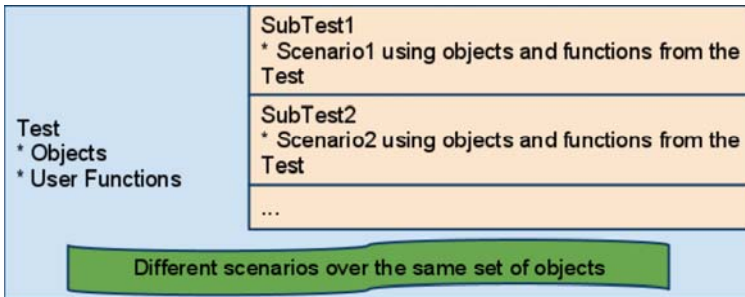 Test
* Objects
* User Functions
SubTest1
* Scenario1 using objects and functions from the
Test
SubTest2
* Scenario2 using objects and functions from the
Test
...
Different scenarios over the same set of objects